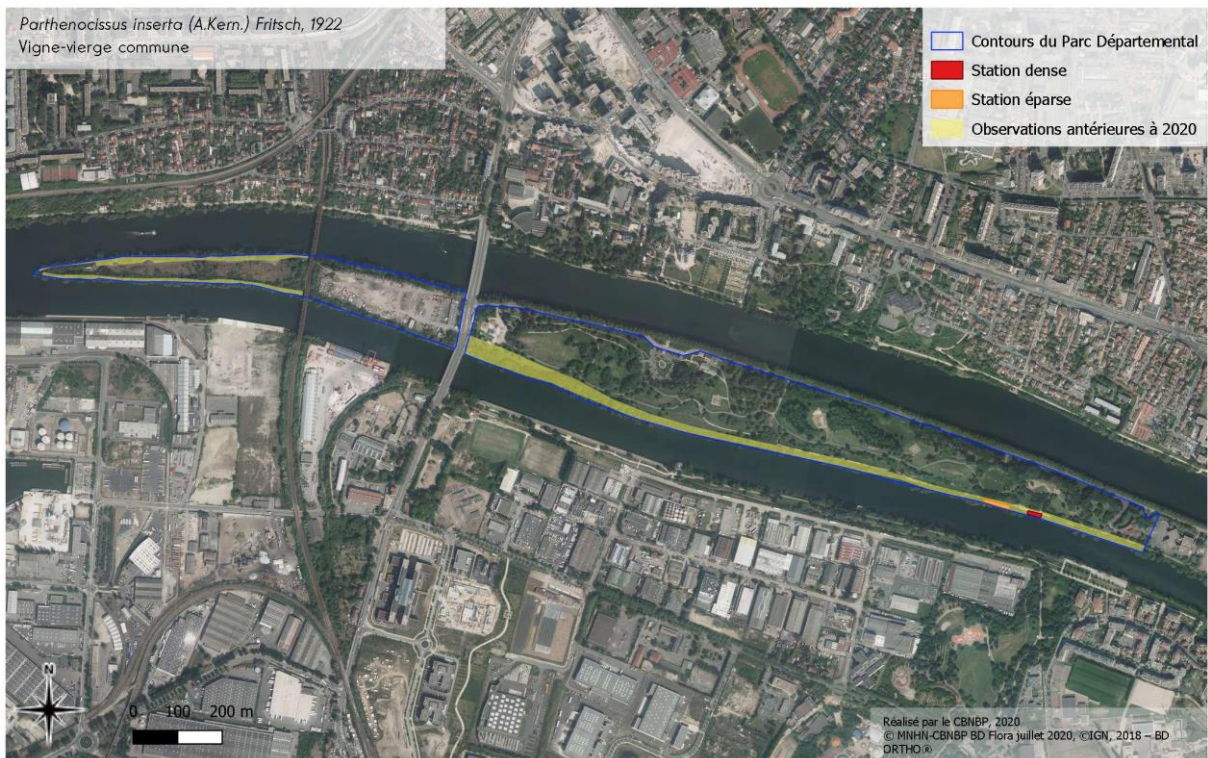 Parthenocissus inserta (A.Kern.) Fritsch, 1922
Vigne-vierge commune
Contours du Parc Départemental
Station dense
Station éparse
Observations antérieures à 2020
N
0 100 200 m
Réalisé par le CBNBP, 2020
© MNHN-CBNBP BD Flora juillet 2020, ©IGN, 2018 – BD
ORTHO®